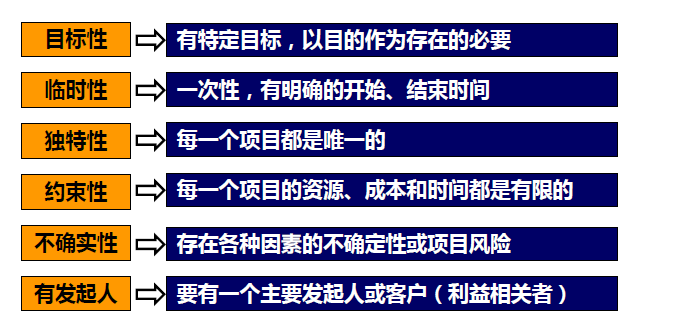 目标性 有特定目标，以目的作为存在的必要
临时性 一次性，有明确的开始、结束时间
独特性 每一个项目都是唯一的
约束性 每一个项目的资源、成本和时间都是有限的
不确实性 存在各种因素的不确定性或项目风险
有发起人 要有一个主要发起人或客户（利益相关者）